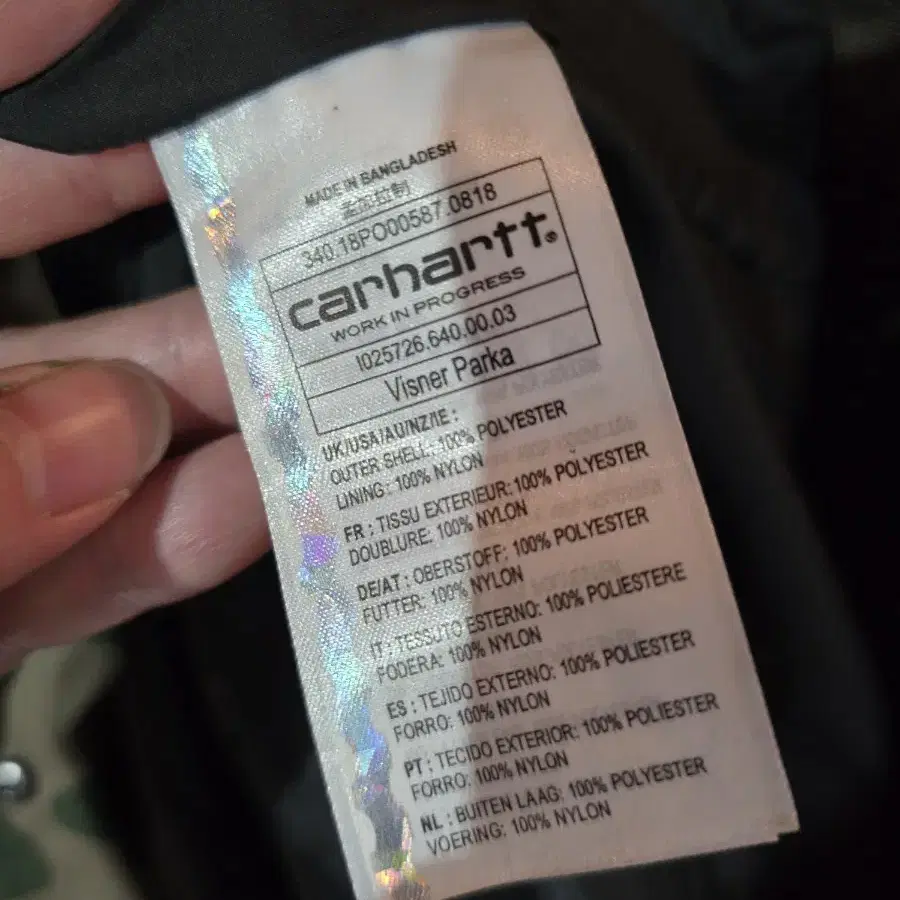 MADE IN BANGLADESH
孟加拉制
340.18PO00587.0818
carhartt®
WORK IN PROGRESS
I025726.640.00.03
Visner Parka
UK/USA/AU/NZ/IE :
OUTER SHELL: 100% POLYESTER
LINING: 100% NYLON
FR : TISSU EXTERIEUR: 100% POLYESTER
DOUBLURE: 100% NYLON
DE/AT : OBERSTOFF: 100% POLYESTER
FUTTER: 100% NYLON
IT : TESSUTO ESTERNO: 100% POLIESTERE
FODERA: 100% NYLON
ES : TEJIDO EXTERNO: 100% POLIESTER
FORRO: 100% NYLON
PT : TECIDO EXTERIOR: 100% POLIESTER
FORRO: 100% NYLON
NL : BUITEN LAAG: 100% POLYESTER
VOERING: 100% NYLON